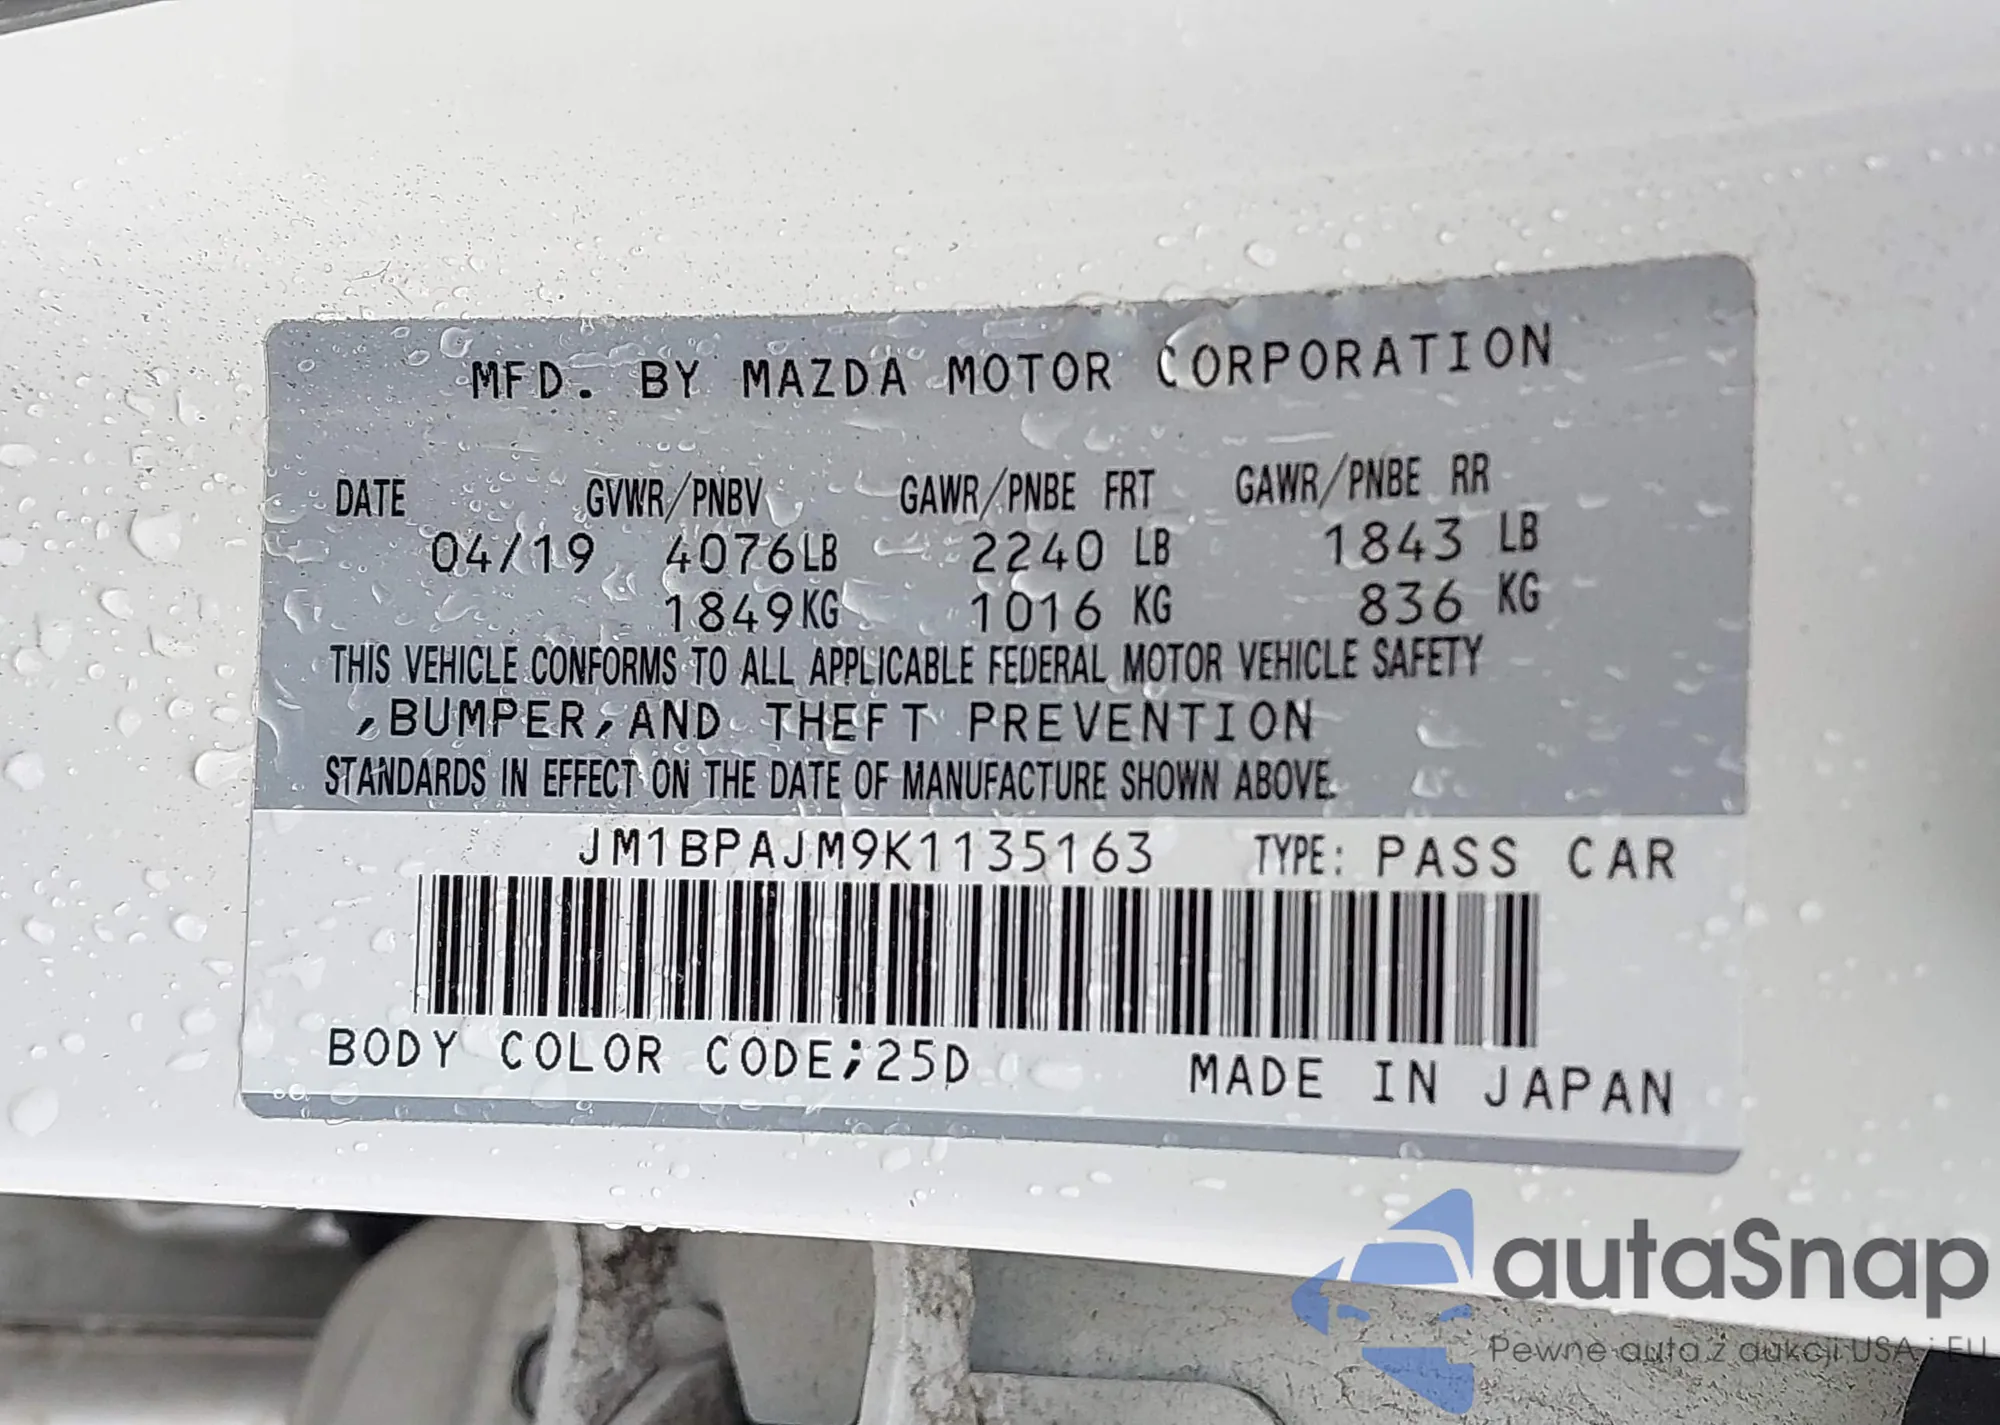 MFD. BY MAZDA MOTOR CORPORATION
DATE GVWR/PNBV GAWR/PNBE FRT GAWR/PNBE RR
04/19 4076LB 2240 LB 1843 LB
1849KG 1016 KG 836 KG
THIS VEHICLE CONFORMS TO ALL APPLICABLE FEDERAL MOTOR VEHICLE SAFETY
,BUMPER,AND THEFT PREVENTION
STANDARDS IN EFFECT ON THE DATE OF MANUFACTURE SHOWN ABOVE.
JM1BPAJM9K1135163 TYPE: PASS CAR
BODY COLOR CODE;25D MADE IN JAPAN
autaSnap
Pewne auta z aukcji USA i EU